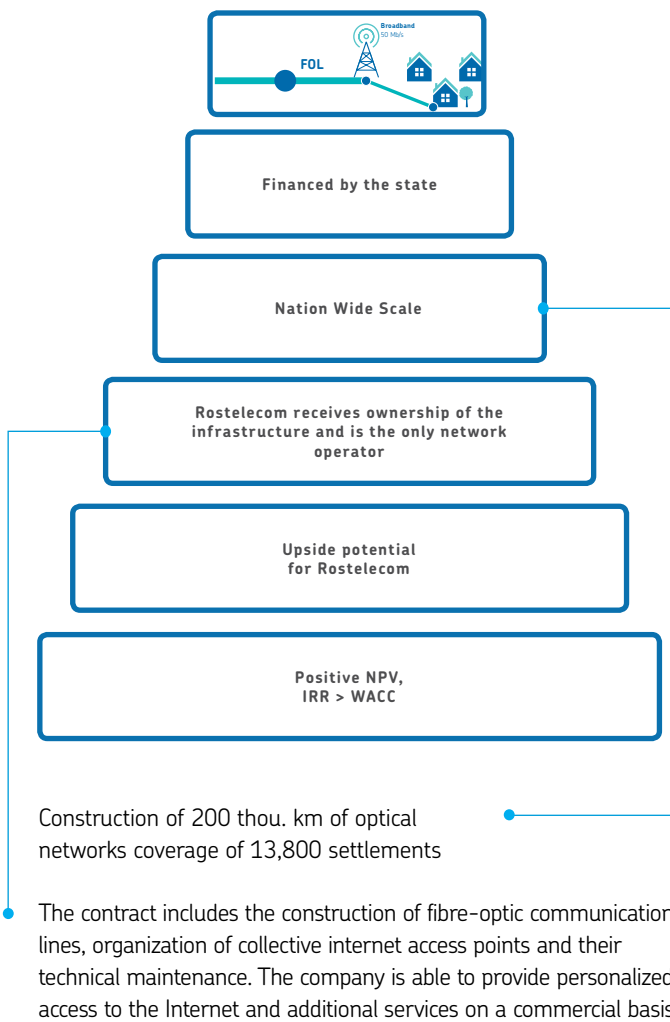 Broadband
50 Mb/s
FOL
Financed by the state
Nation Wide Scale
Rostelecom receives ownership of the
infrastructure and is the only network
operator
Upside potential
for Rostelecom
Positive NPV,
IRR > WACC
Construction of 200 thou. km of optical
networks coverage of 13,800 settlements
The contract includes the construction of fibre-optic communication
lines, organization of collective internet access points and their
technical maintenance. The company is able to provide personalized
access to the Internet and additional services on a commercial basis